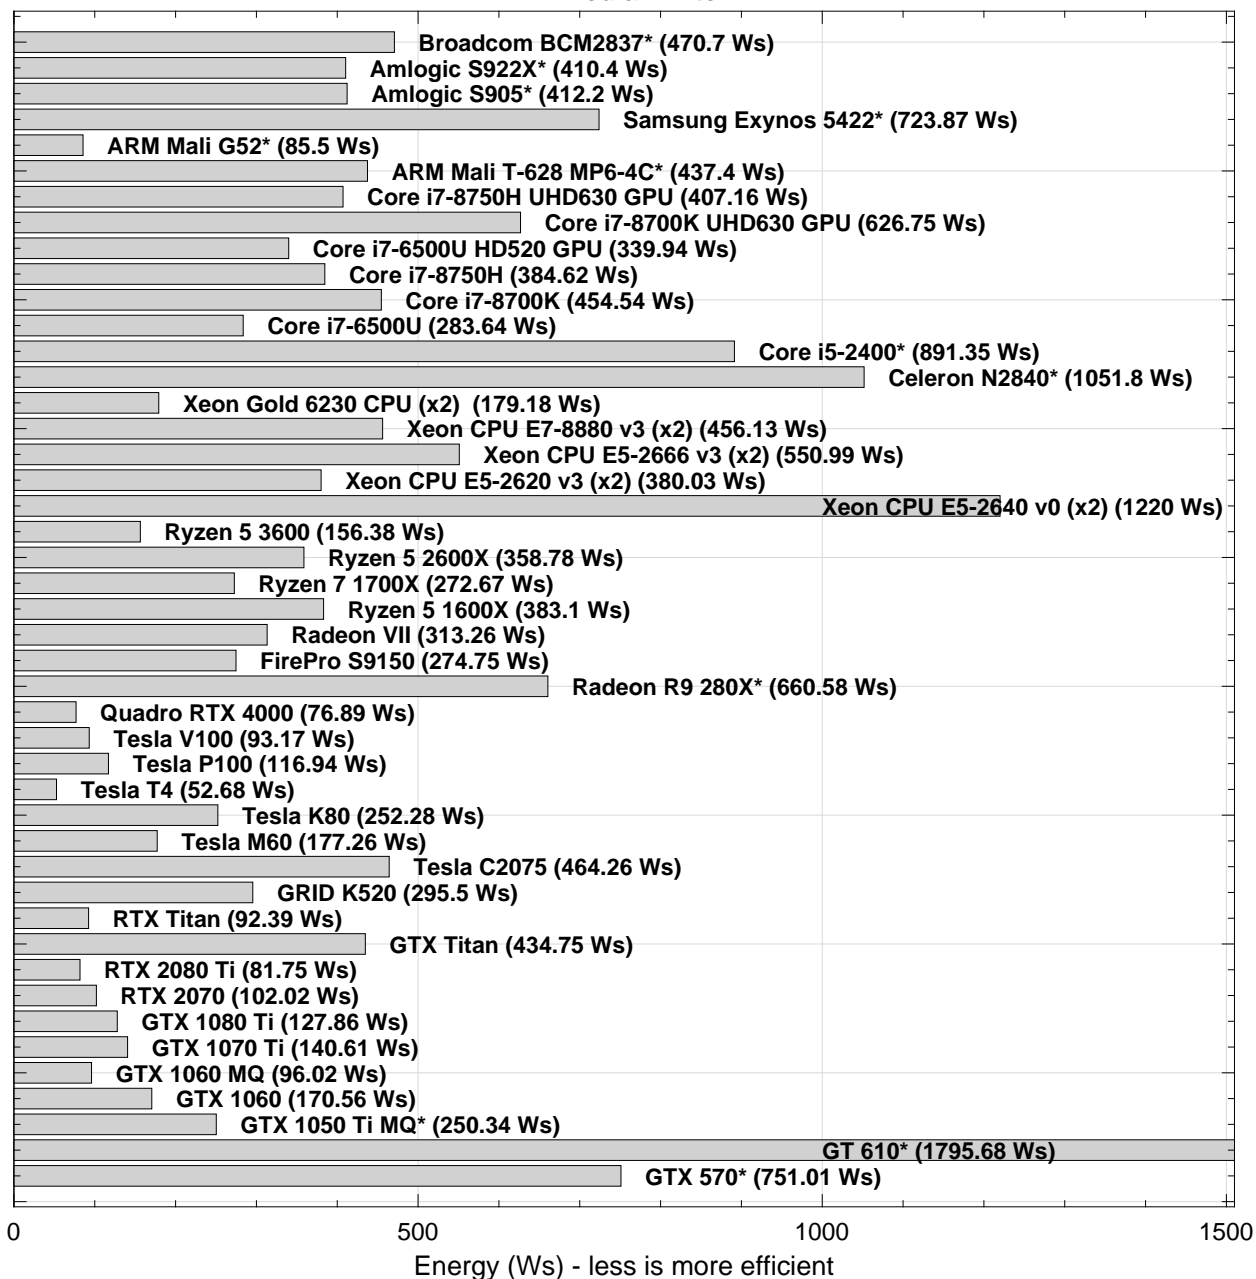 Broadcom BCM2837* (470.7 Ws)
Amlogic S922X* (410.4 Ws)
Amlogic S905* (412.2 Ws)
Samsung Exynos 5422* (723.87 Ws)
ARM Mali G52* (85.5 Ws)
ARM Mali T-628 MP6-4C* (437.4 Ws)
Core i7-8750H UHD630 GPU (407.16 Ws)
Core i7-8700K UHD630 GPU (626.75 Ws)
Core i7-6500U HD520 GPU (339.94 Ws)
Core i7-8750H (384.62 Ws)
Core i7-8700K (454.54 Ws)
Core i7-6500U (283.64 Ws)
Core i5-2400* (891.35 Ws)
Celeron N2840* (1051.8 Ws)
Xeon Gold 6230 CPU (x2) (179.18 Ws)
Xeon CPU E7-8880 v3 (x2) (456.13 Ws)
Xeon CPU E5-2666 v3 (x2) (550.99 Ws)
Xeon CPU E5-2620 v3 (x2) (380.03 Ws)
Xeon CPU E5-2640 v0 (x2) (1220 Ws)
Ryzen 5 3600 (156.38 Ws)
Ryzen 5 2600X (358.78 Ws)
Ryzen 7 1700X (272.67 Ws)
Ryzen 5 1600X (383.1 Ws)
Radeon VII (313.26 Ws)
FirePro S9150 (274.75 Ws)
Radeon R9 280X* (660.58 Ws)
Quadro RTX 4000 (76.89 Ws)
Tesla V100 (93.17 Ws)
Tesla P100 (116.94 Ws)
Tesla T4 (52.68 Ws)
Tesla K80 (252.28 Ws)
Tesla M60 (177.26 Ws)
Tesla C2075 (464.26 Ws)
GRID K520 (295.5 Ws)
RTX Titan (92.39 Ws)
GTX Titan (434.75 Ws)
RTX 2080 Ti (81.75 Ws)
RTX 2070 (102.02 Ws)
GTX 1080 Ti (127.86 Ws)
GTX 1070 Ti (140.61 Ws)
GTX 1060 MQ (96.02 Ws)
GTX 1060 (170.56 Ws)
GTX 1050 Ti MQ* (250.34 Ws)
GT 610* (1795.68 Ws)
GTX 570* (751.01 Ws)
0 500 1000 1500
Energy (Ws) - less is more efficient